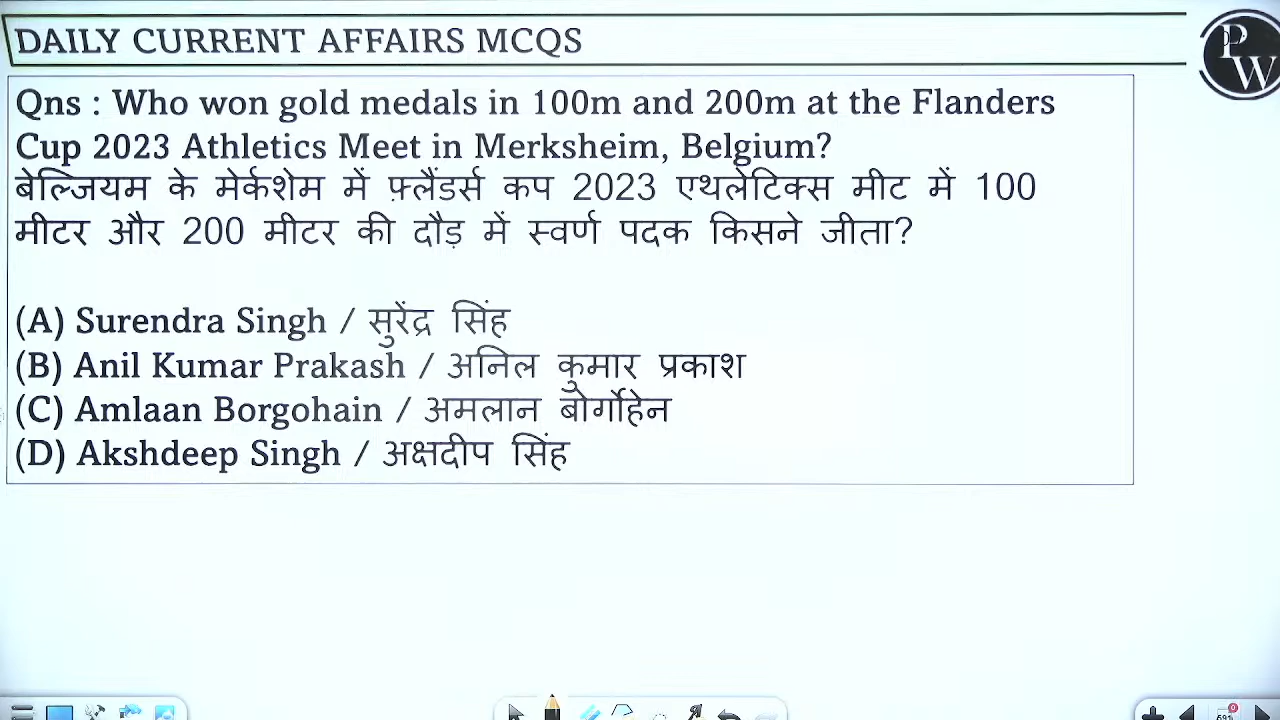 DAILY CURRENT AFFAIRS MCQS
PW
Qns : Who won gold medals in 100m and 200m at the Flanders
Cup 2023 Athletics Meet in Merksheim, Belgium?
बेल्जियम के मेर्कशेम में फ़्लैंडर्स कप 2023 एथलेटिक्स मीट में 100
मीटर और 200 मीटर की दौड़ में स्वर्ण पदक किसने जीता?
(A) Surendra Singh / सुरेंद्र सिंह
(B) Anil Kumar Prakash / अनिल कुमार प्रकाश
(C) Amlaan Borgohain / अमलान बोर्गोहेन
(D) Akshdeep Singh / अक्षदीप सिंह